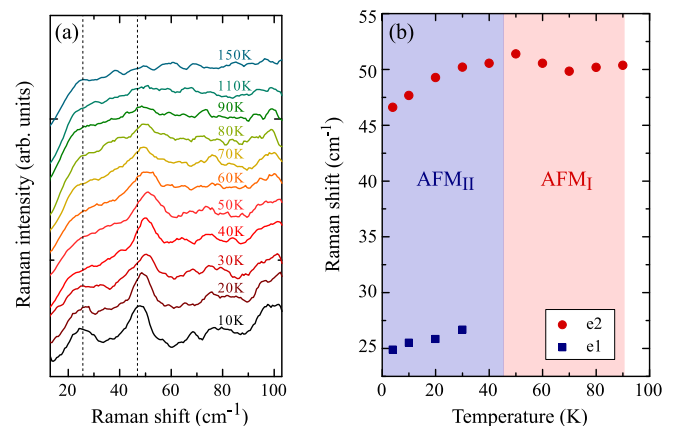 (a)
150K
110K
90K
80K
70K
60K
50K
40K
30K
20K
10K
Raman intensity (arb. units)
20 40 60 80 100
Raman shift (cm⁻¹)
(b)
55
50
45
40
35
30
25
Raman shift (cm⁻¹)
AFM_II
AFM_I
e2
e1
0 20 40 60 80 100
Temperature (K)